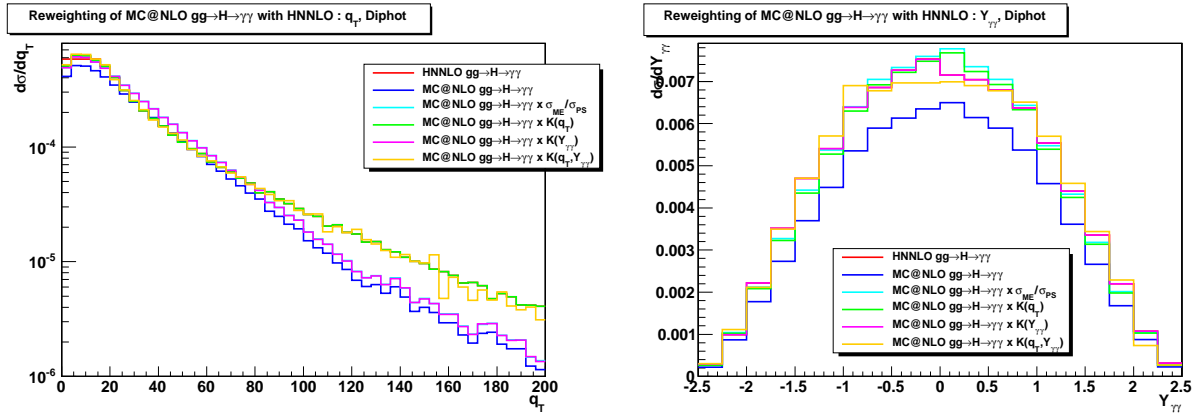 Reweighting of MC@NLO gg→H→γγ with HNNLO : q_T, Diphot
dσ/dq_T
HNNLO gg→H→γγ
MC@NLO gg→H→γγ
MC@NLO gg→H→γγ x σ_ME/σ_PS
MC@NLO gg→H→γγ x K(q_T)
MC@NLO gg→H→γγ x K(Y_γγ)
MC@NLO gg→H→γγ x K(q_T,Y_γγ)
10^-4
10^-5
10^-6
0 20 40 60 80 100 120 140 160 180 200
q_T
Reweighting of MC@NLO gg→H→γγ with HNNLO : Y_γγ, Diphot
dσ/dY_γγ
0.007
0.006
0.005
0.004
0.003
0.002
0.001
HNNLO gg→H→γγ
MC@NLO gg→H→γγ
MC@NLO gg→H→γγ x σ_ME/σ_PS
MC@NLO gg→H→γγ x K(q_T)
MC@NLO gg→H→γγ x K(Y_γγ)
MC@NLO gg→H→γγ x K(q_T,Y_γγ)
-2.5 -2 -1.5 -1 -0.5 0 0.5 1 1.5 2 2.5
Y_γγ